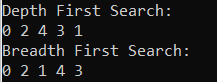 Depth First Search:
0 2 4 3 1
Breadth First Search:
0 2 1 4 3